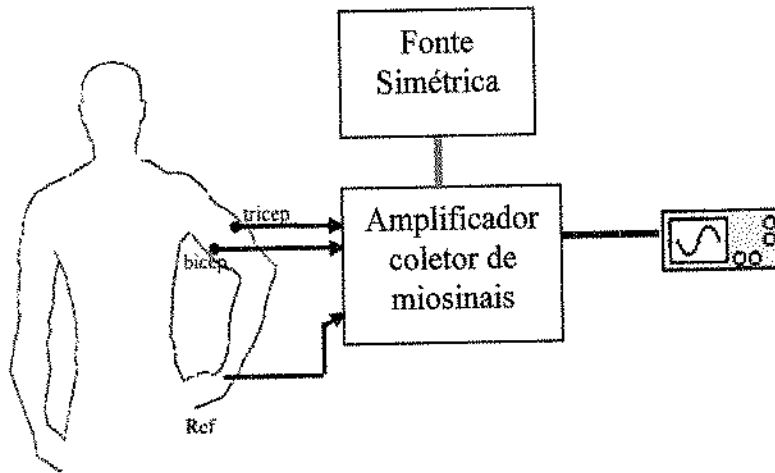 Fonte
Simétrica
tricep
bicep
Amplificador
coletor de
miosinais
Ref